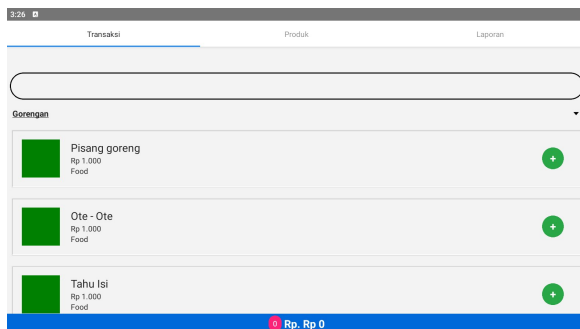 3:26
Transaksi
Produk
Laporan
Gorengan
Pisang goreng
Rp 1.000
Food
+
Ote - Ote
Rp 1.000
Food
+
Tahu Isi
Rp 1.000
Food
+
0 Rp. Rp 0